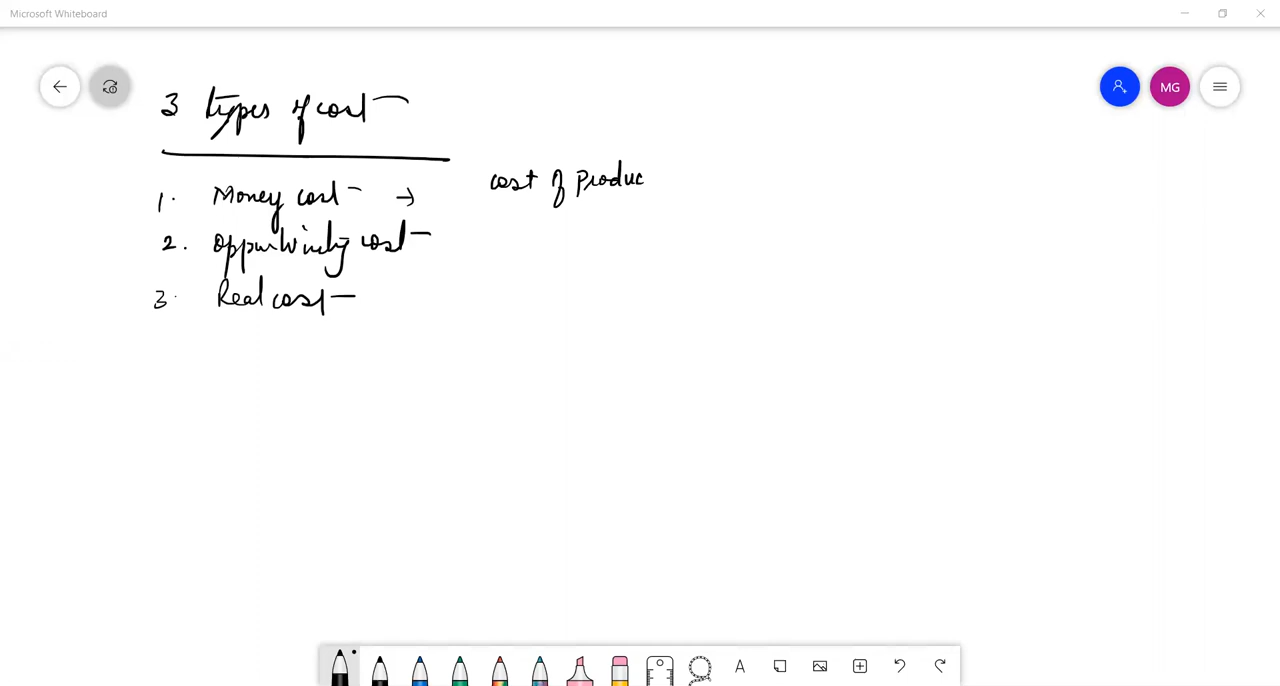 Microsoft Whiteboard
MG
3 types of cost
1. Money cost → cost of produc
2. opportunity cost
3. Real cost
A